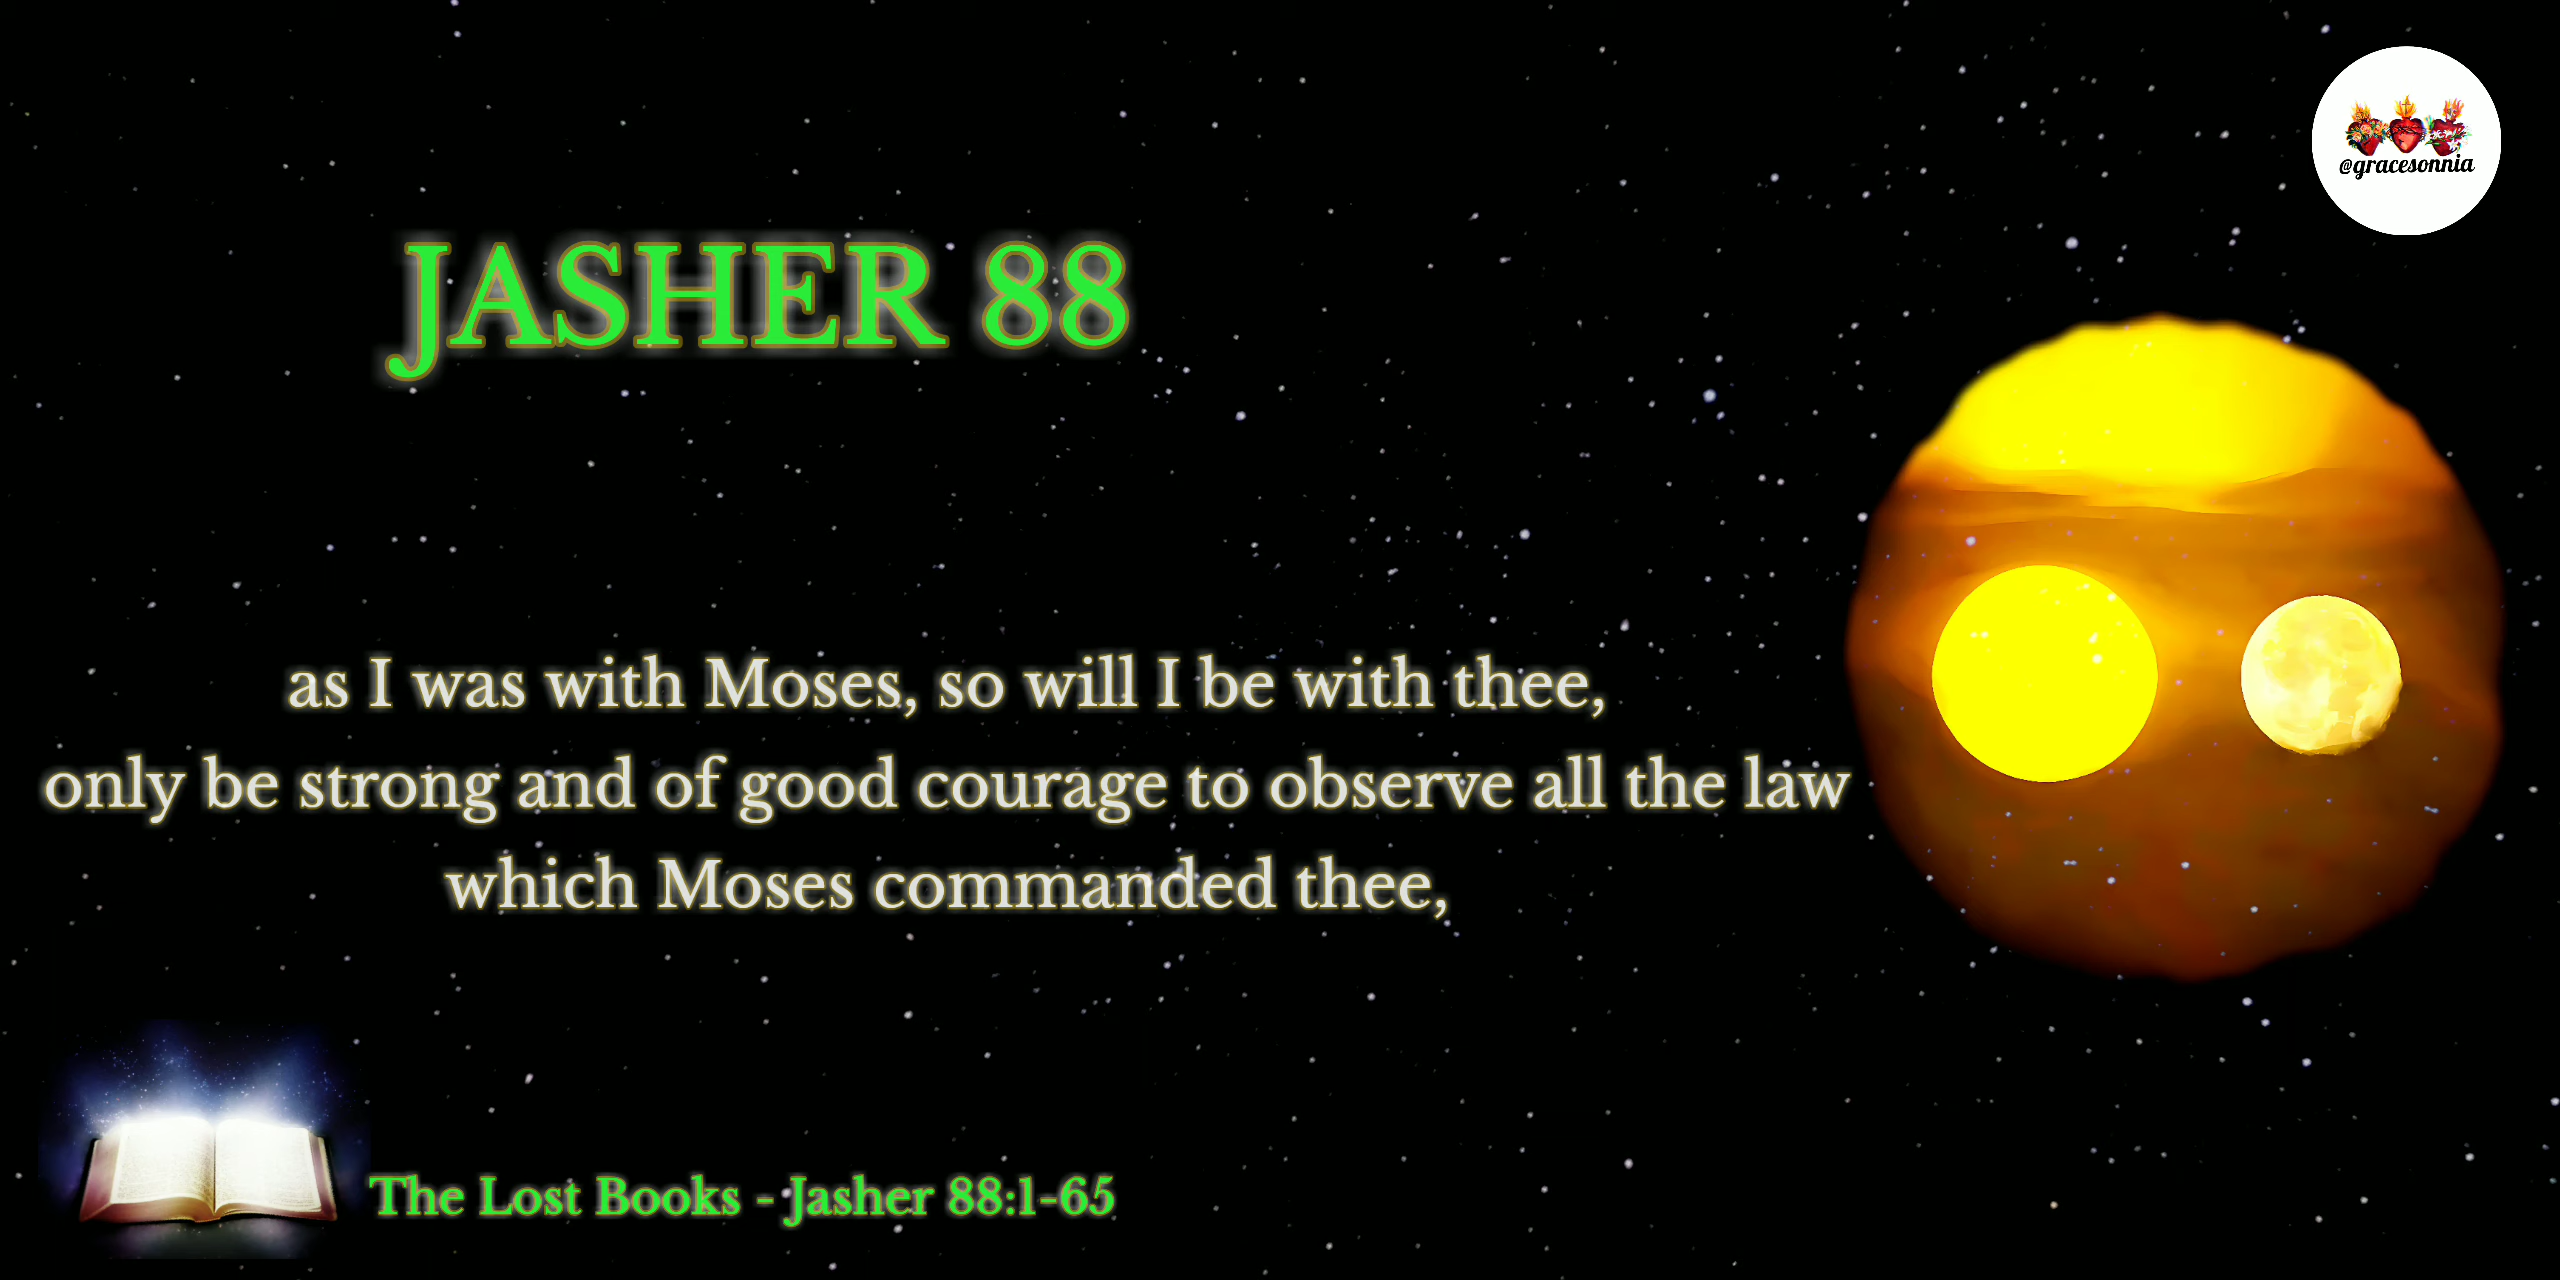 @gracesonnia
JASHER 88
as I was with Moses, so will I be with thee,
only be strong and of good courage to observe all the law
which Moses commanded thee,
The Lost Books - Jasher 88:1-65